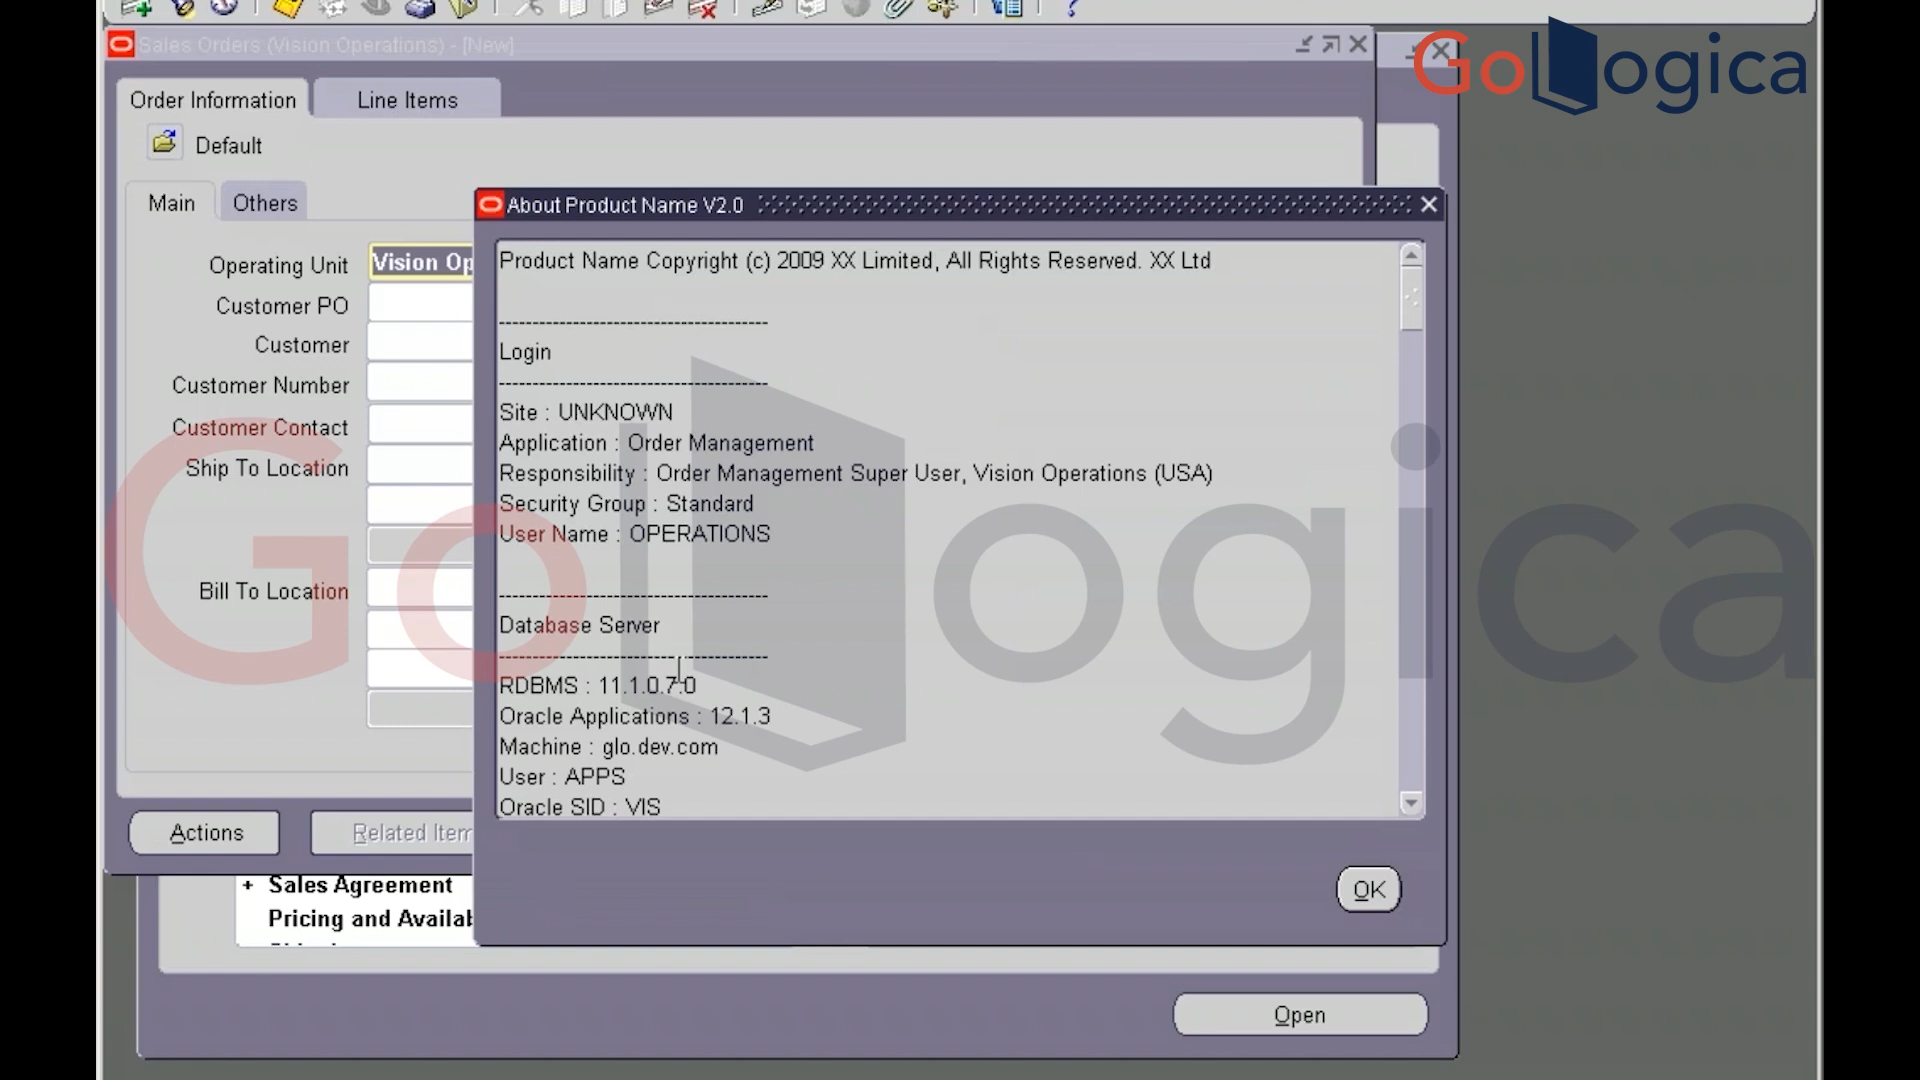 Sales Orders (Vision Operations) - [New]
GoLogica
Order Information
Line Items
Default
Main
Others
About Product Name V2.0
Operating Unit
Vision Op
Customer PO
Customer
Customer Number
Customer Contact
Ship To Location
Bill To Location
Product Name Copyright (c) 2009 XX Limited, All Rights Reserved. XX Ltd
----------------------------------------
Login
----------------------------------------
Site : UNKNOWN
Application : Order Management
Responsibility : Order Management Super User, Vision Operations (USA)
Security Group : Standard
User Name : OPERATIONS
----------------------------------------
Database Server
----------------------------------------
RDBMS : 11.1.0.7.0
Oracle Applications : 12.1.3
Machine : glo.dev.com
User : APPS
Oracle SID : VIS
GoLogica
Actions
Related Item
+ Sales Agreement
Pricing and Availab
OK
Open